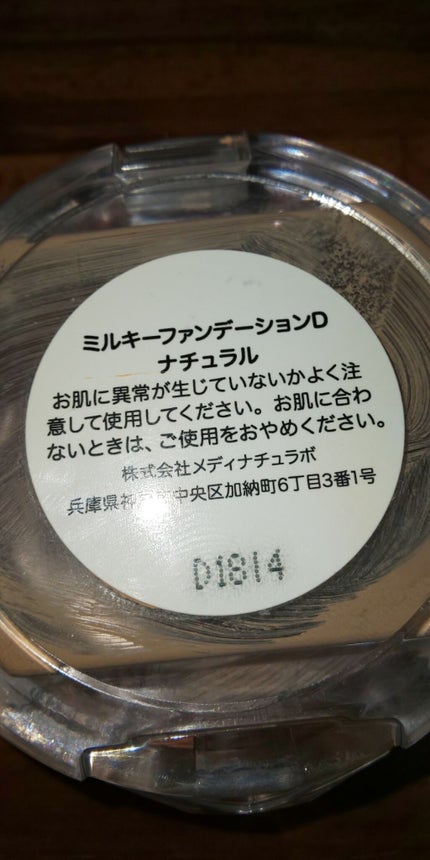 ミルキーファンデーションD
ナチュラル
お肌に異常が生じていないかよく注
意して使用してください。お肌に合わ
ないときは、ご使用をおやめください。
株式会社メディナチュラボ
兵庫県神 中央区加納町6丁目3番1号
D1814